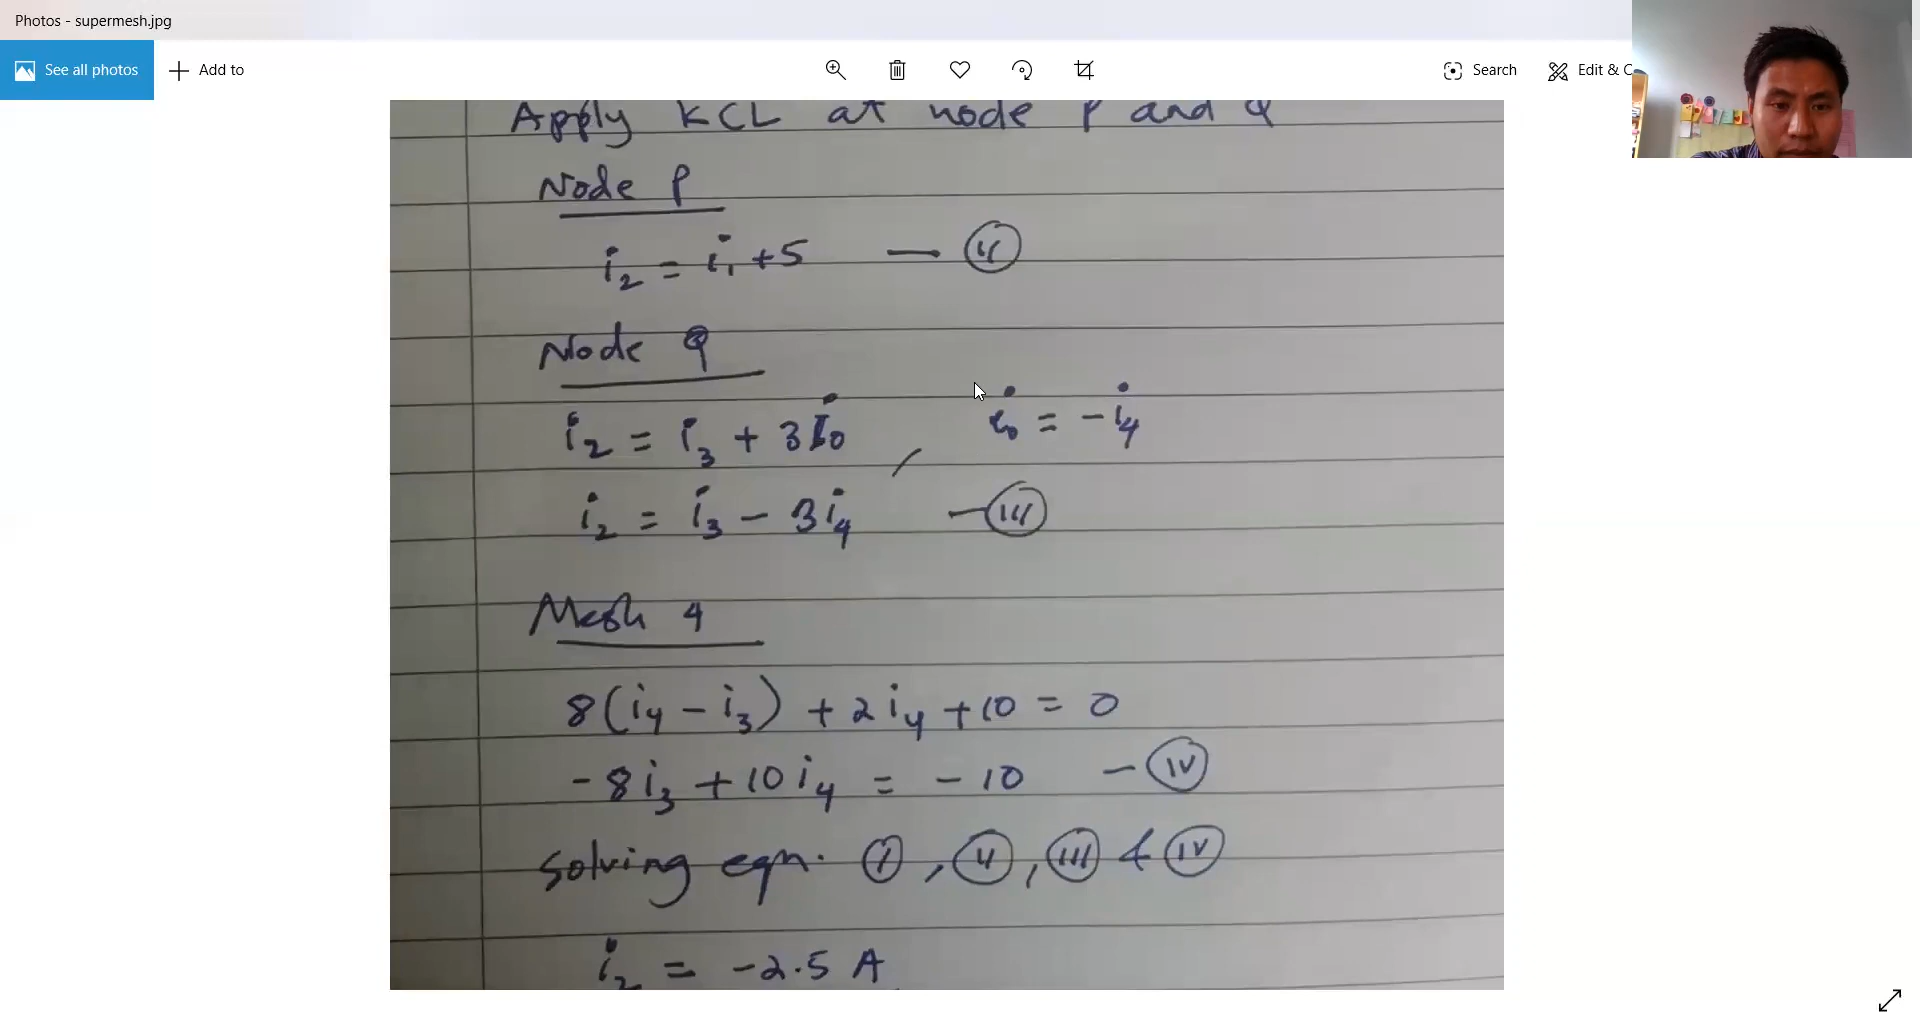 Photos - supermesh.jpg
See all photos
Add to
Search
Edit & C
Apply KCL at node P and Q
Node P
i₂ = i₁ + 5 — (II)
Node Q
i₂ = i₃ + 3i₀
i₀ = -i₄
i₂ = i₃ - 3i₄ — (III)
Mesh 4
8(i₄ - i₃) + 2i₄ + 10 = 0
-8i₃ + 10i₄ = -10 — (IV)
Solving eqn. (I), (II), (III) & (IV)
i₂ = -2.5 A